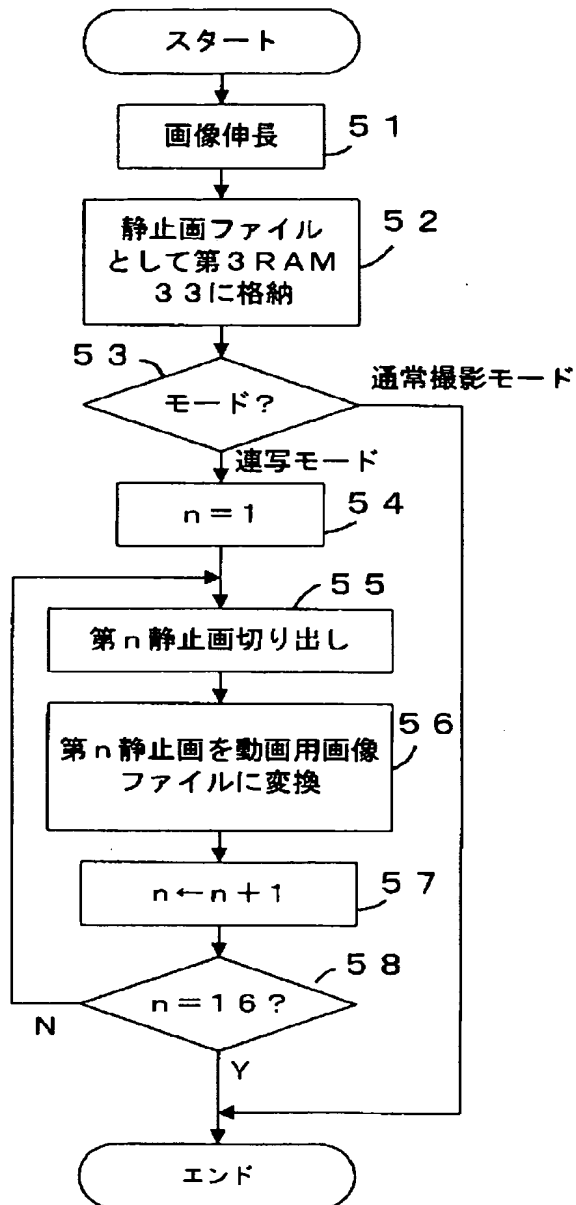 スタート
画像伸長
51
静止画ファイル
として第3RAM
33に格納
52
53
モード?
通常撮影モード
連写モード
n=1
54
55
第n静止画切り出し
第n静止画を動画用画像
ファイルに変換
56
n←n+1
57
n=16?
58
N
Y
エンド